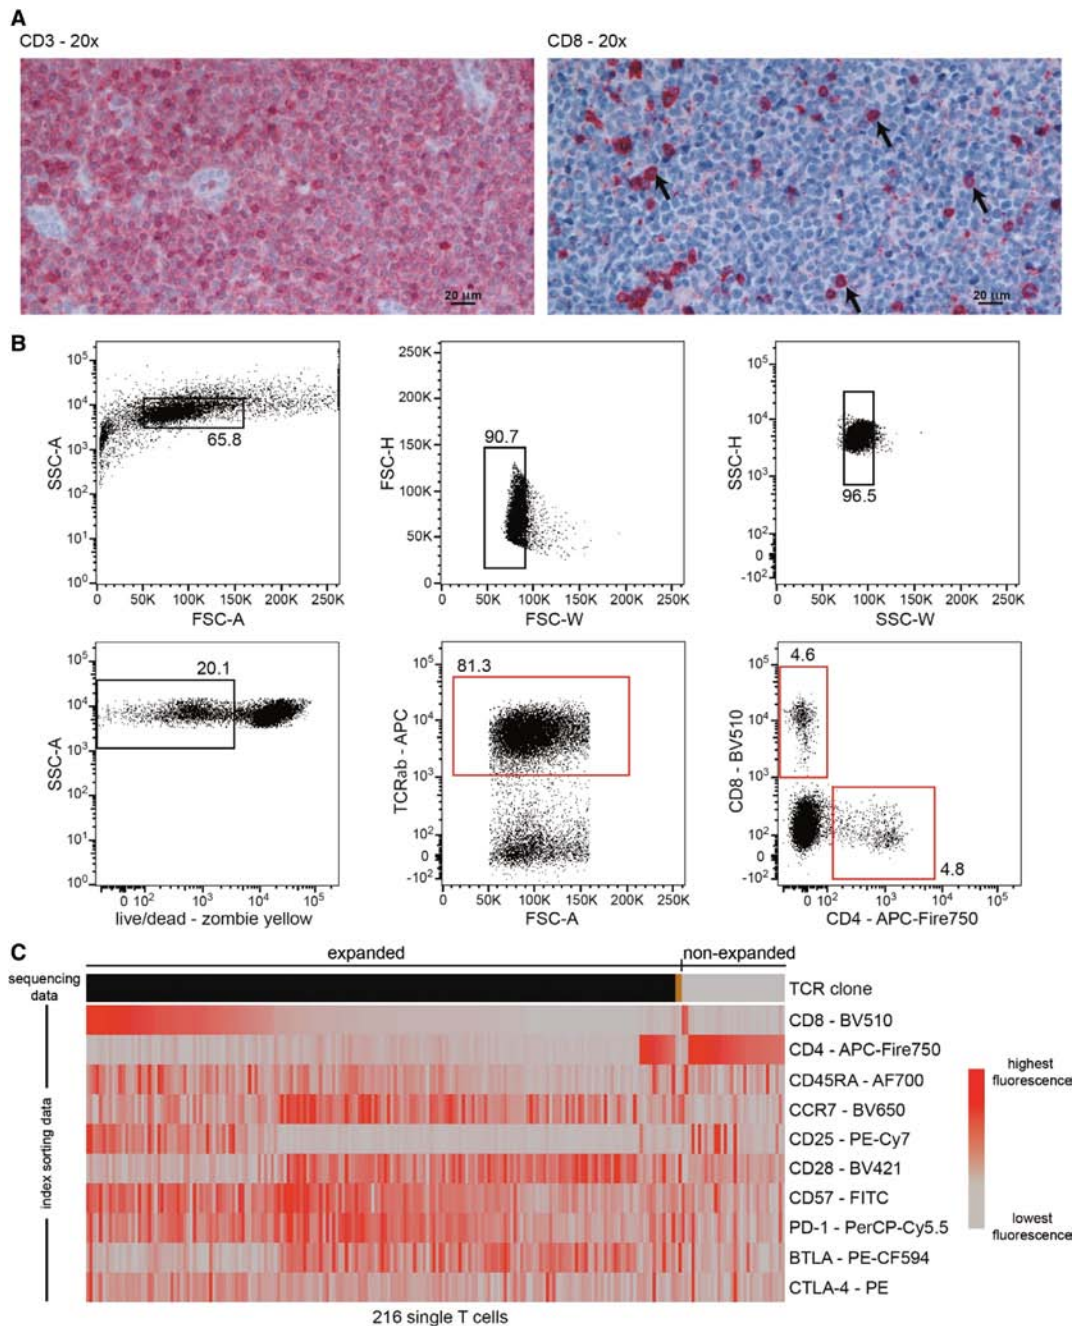 A
CD3 - 20x
CD8 - 20x
20 µm
20 µm
B
10⁵
10⁴
10³
10²
10¹
10⁰
SSC-A
65.8
0 50K 100K 150K 200K 250K
FSC-A
250K
200K
150K
100K
50K
0
FSC-H
90.7
0 50K 100K 150K 200K 250K
FSC-W
10⁵
10⁴
10³
10²
0
-10²
SSC-H
96.5
0 50K 100K 150K 200K 250K
SSC-W
10⁵
10⁴
10³
10²
10¹
10⁰
SSC-A
20.1
0 10² 10³ 10⁴ 10⁵
live/dead - zombie yellow
10⁵
10⁴
10³
10²
0
-10²
TCRab - APC
81.3
0 50K 100K 150K 200K 250K
FSC-A
10⁵
10⁴
10³
10²
0
-10²
CD8 - BV510
4.6
4.8
0 10² 10³ 10⁴ 10⁵
CD4 - APC-Fire750
C
expanded
non-expanded
sequencing
data
TCR clone
index sorting data
CD8 - BV510
CD4 - APC-Fire750
CD45RA - AF700
CCR7 - BV650
CD25 - PE-Cy7
CD28 - BV421
CD57 - FITC
PD-1 - PerCP-Cy5.5
BTLA - PE-CF594
CTLA-4 - PE
highest
fluorescence
lowest
fluorescence
216 single T cells